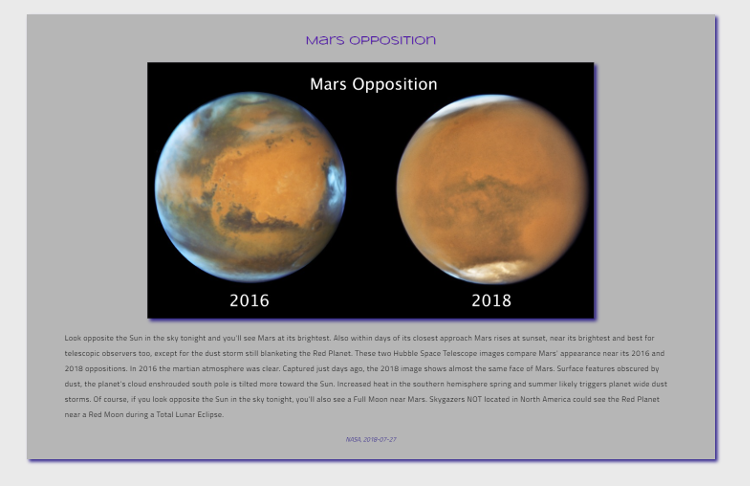 Mars Opposition
Mars Opposition
2016 2018
Look opposite the Sun in the sky tonight and you'll see Mars at its brightest. Also within days of its closest approach Mars rises at sunset, near its brightest and best for
telescopic observers too, except for the dust storm still blanketing the Red Planet. These two Hubble Space Telescope images compare Mars' appearance near its 2016 and
2018 oppositions. In 2016 the martian atmosphere was clear. Captured just days ago, the 2018 image shows almost the same face of Mars. Surface features obscured by
dust, the planet's cloud enshrouded south pole is tilted more toward the Sun. Increased heat in the southern hemisphere spring and summer likely triggers planet wide dust
storms. Of course, if you look opposite the Sun in the sky tonight, you'll also see a Full Moon near Mars. Skygazers NOT located in North America could see the Red Planet
near a Red Moon during a Total Lunar Eclipse.
NASA, 2018-07-27